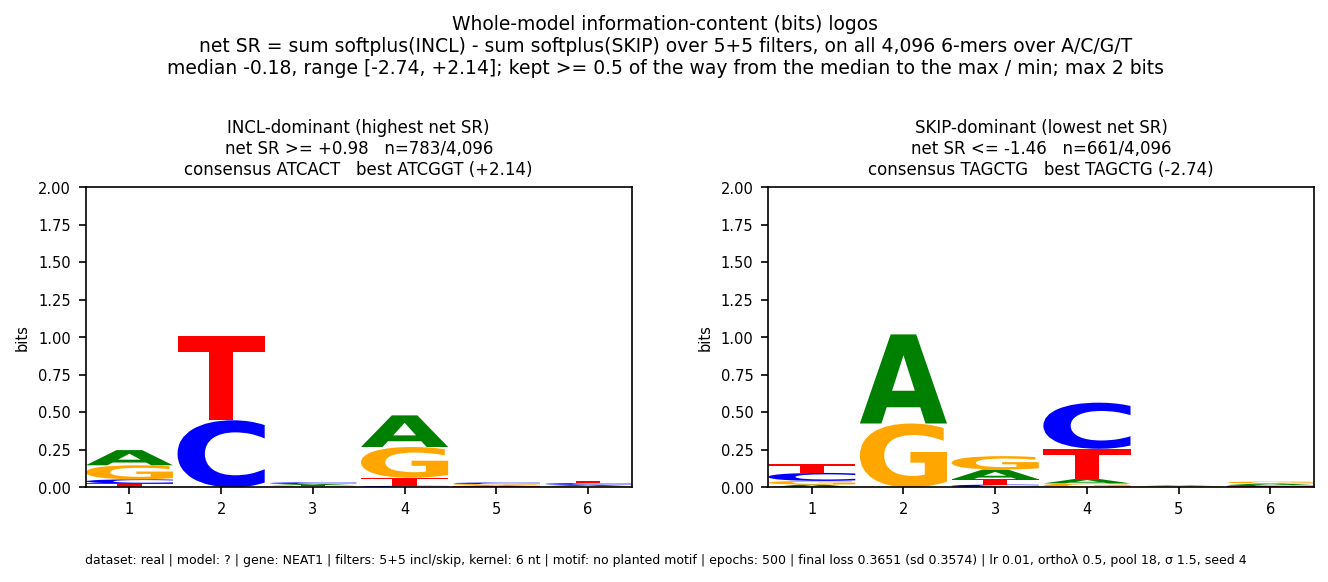 Whole-model information-content (bits) logos
net SR = sum softplus(INCL) - sum softplus(SKIP) over 5+5 filters, on all 4,096 6-mers over A/C/G/T
median -0.18, range [-2.74, +2.14]; kept >= 0.5 of the way from the median to the max / min; max 2 bits
INCL-dominant (highest net SR)
net SR >= +0.98   n=783/4,096
consensus ATCACT   best ATCGGT (+2.14)
2.00
1.75
1.50
1.25
1.00
0.75
0.50
0.25
0.00
bits
A
G
C
T
T
C
A
G
T
1 2 3 4 5 6
SKIP-dominant (lowest net SR)
net SR <= -1.46   n=661/4,096
consensus TAGCTG   best TAGCTG (-2.74)
2.00
1.75
1.50
1.25
1.00
0.75
0.50
0.25
0.00
bits
T
C
G
A
A
G
G
A
T
C
T
A
1 2 3 4 5 6
dataset: real | model: ? | gene: NEAT1 | filters: 5+5 incl/skip, kernel: 6 nt | motif: no planted motif | epochs: 500 | final loss 0.3651 (sd 0.3574) | lr 0.01, orthoλ 0.5, pool 18, σ 1.5, seed 4